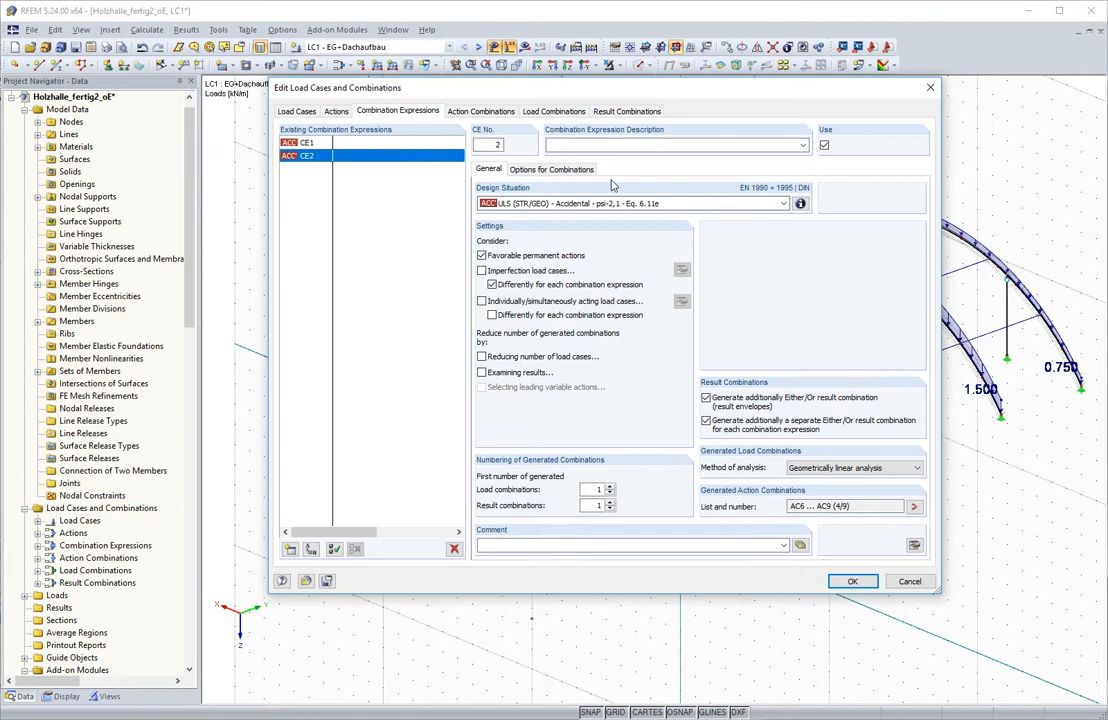 RFEM 5.24.00 x64 - [Holzhalle_fertig2_oE, LC1*]
File Edit View Insert Calculate Results Tools Table Options Add-on Modules Window Help
LC1 - EG+Dachaufbau
Project Navigator - Data
Holzhalle_fertig2_oE*
Model Data
Nodes
Lines
Materials
Surfaces
Solids
Openings
Nodal Supports
Line Supports
Surface Supports
Line Hinges
Variable Thicknesses
Orthotropic Surfaces and Membra
Cross-Sections
Member Hinges
Member Eccentricities
Member Divisions
Members
Ribs
Member Elastic Foundations
Member Nonlinearities
Sets of Members
Intersections of Surfaces
FE Mesh Refinements
Nodal Releases
Line Release Types
Line Releases
Surface Release Types
Surface Releases
Connection of Two Members
Joints
Nodal Constraints
Load Cases and Combinations
Load Cases
Actions
Combination Expressions
Action Combinations
Load Combinations
Result Combinations
Loads
Results
Sections
Average Regions
Printout Reports
Guide Objects
Add-on Modules
Data Display Views
LC1 : EG+Dachau
Loads [kN/m]
Edit Load Cases and Combinations
Load Cases Actions Combination Expressions Action Combinations Load Combinations Result Combinations
Existing Combination Expressions
ACC CE1
ACC CE2
CE No.
2
Combination Expression Description
Use
General Options for Combinations
Design Situation EN 1990 + 1995 | DIN
ACC ULS (STR/GEO) - Accidental - psi-2,1 - Eq. 6.11e
Settings
Consider:
Favorable permanent actions
Imperfection load cases...
Differently for each combination expression
Individually/simultaneously acting load cases...
Differently for each combination expression
Reduce number of generated combinations
by:
Reducing number of load cases...
Examining results...
Selecting leading variable actions...
Result Combinations
Generate additionally Either/Or result combination
(result envelopes)
Generate additionally a separate Either/Or result combination
for each combination expression
Numbering of Generated Combinations
First number of generated
Load combinations: 1
Result combinations: 1
Generated Load Combinations
Method of analysis: Geometrically linear analysis
Generated Action Combinations
List and number: AC6 ... AC9 (4/9)
Comment
OK Cancel
0.750
1.500
X Y
Z
SNAP GRID CARTES OSNAP GLINES DXF